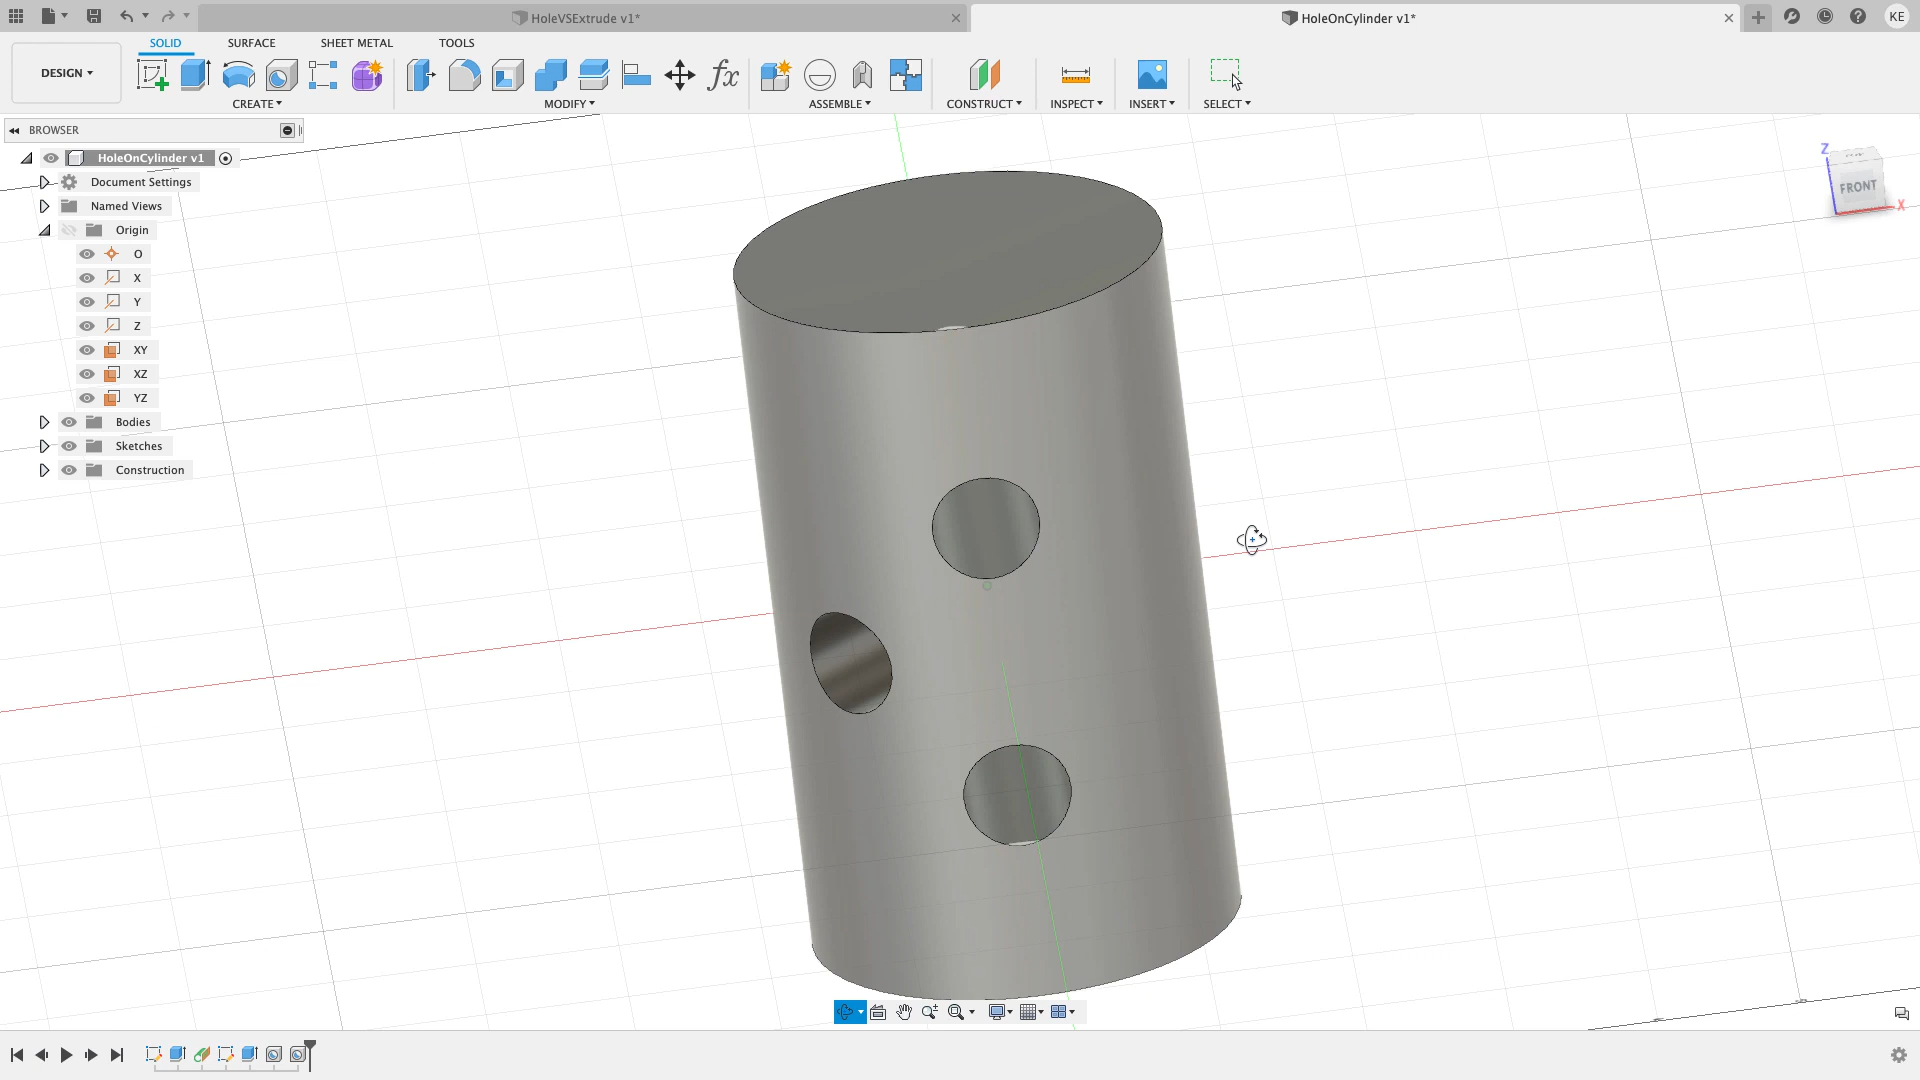 HoleVSExtrude v1*
HoleOnCylinder v1*
KE
DESIGN
SOLID
SURFACE
SHEET METAL
TOOLS
CREATE
MODIFY
fx
ASSEMBLE
CONSTRUCT
INSPECT
INSERT
SELECT
BROWSER
HoleOnCylinder v1
Document Settings
Named Views
Origin
O
X
Y
Z
XY
XZ
YZ
Bodies
Sketches
Construction
Z
FRONT
X